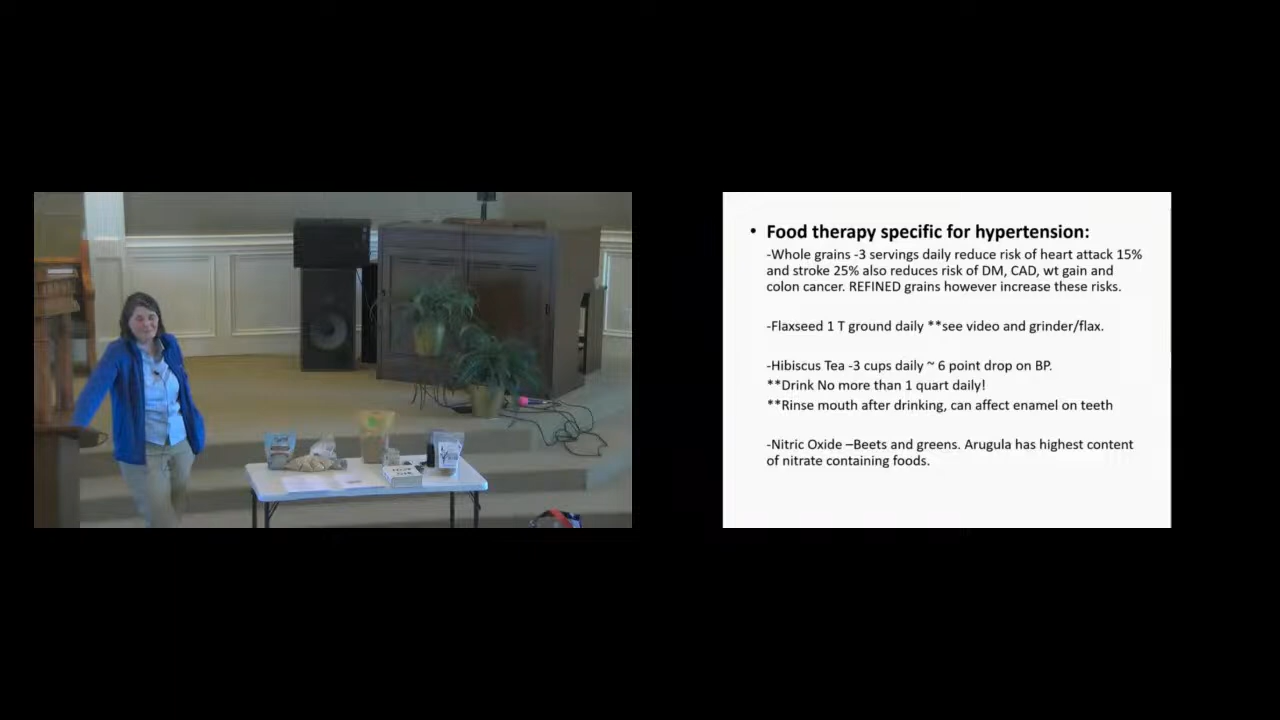 • Food therapy specific for hypertension:
-Whole grains -3 servings daily reduce risk of heart attack 15%
and stroke 25% also reduces risk of DM, CAD, wt gain and
colon cancer. REFINED grains however increase these risks.
-Flaxseed 1 T ground daily **see video and grinder/flax.
-Hibiscus Tea -3 cups daily ~ 6 point drop on BP.
**Drink No more than 1 quart daily!
**Rinse mouth after drinking, can affect enamel on teeth
-Nitric Oxide –Beets and greens. Arugula has highest content
of nitrate containing foods.